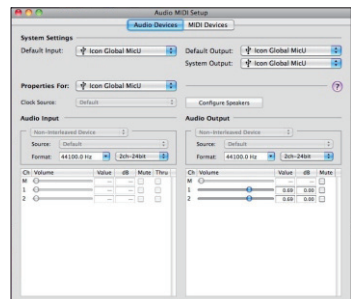 Audio MIDI Setup
Audio Devices MIDI Devices
System Settings
Default Input: Icon Global MicU Default Output: Icon Global MicU
System Output: Icon Global MicU
Properties For: Icon Global MicU ?
Clock Source: Default Configure Speakers
Audio Input Audio Output
Non-Interleaved Device Non-Interleaved Device
Source: Default Source: Default
Format: 44100.0 Hz 2ch-24bit Format: 44100.0 Hz 2ch-24bit
Ch Volume Value dB Mute Thru Ch Volume Value dB Mute
M -- -- M -- --
1 -- -- 1 0.69 0.00
2 -- -- 2 0.69 0.00